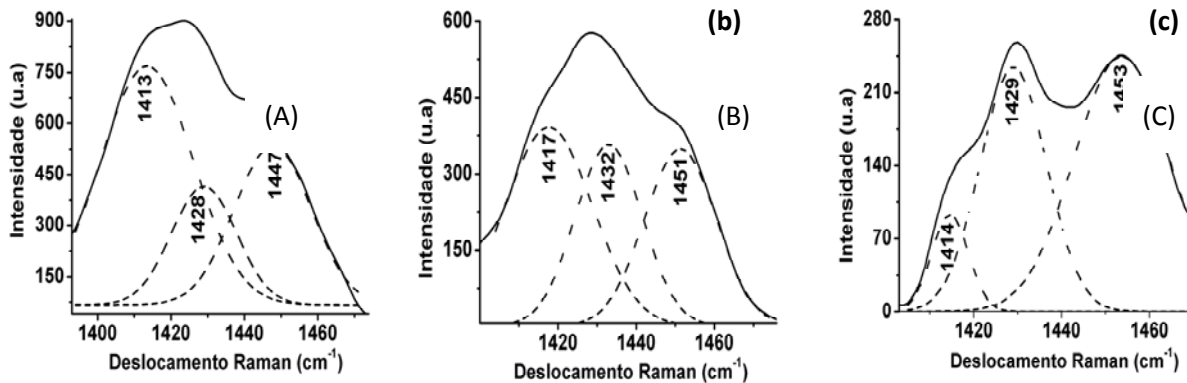 900
750
600
450
300
150
Intensidade (u.a)
1413
1428
1447
(A)
1400 1420 1440 1460
Deslocamento Raman (cm-1)
(b)
600
450
300
150
Intensidade (u.a)
1417
1432
1451
(B)
1420 1440 1460
Deslocamento Raman (cm-1)
(c)
280
210
140
70
0
Intensidade (u.a)
1414
1429
1453
(C)
1420 1440 1460
Deslocamento Raman (cm-1)